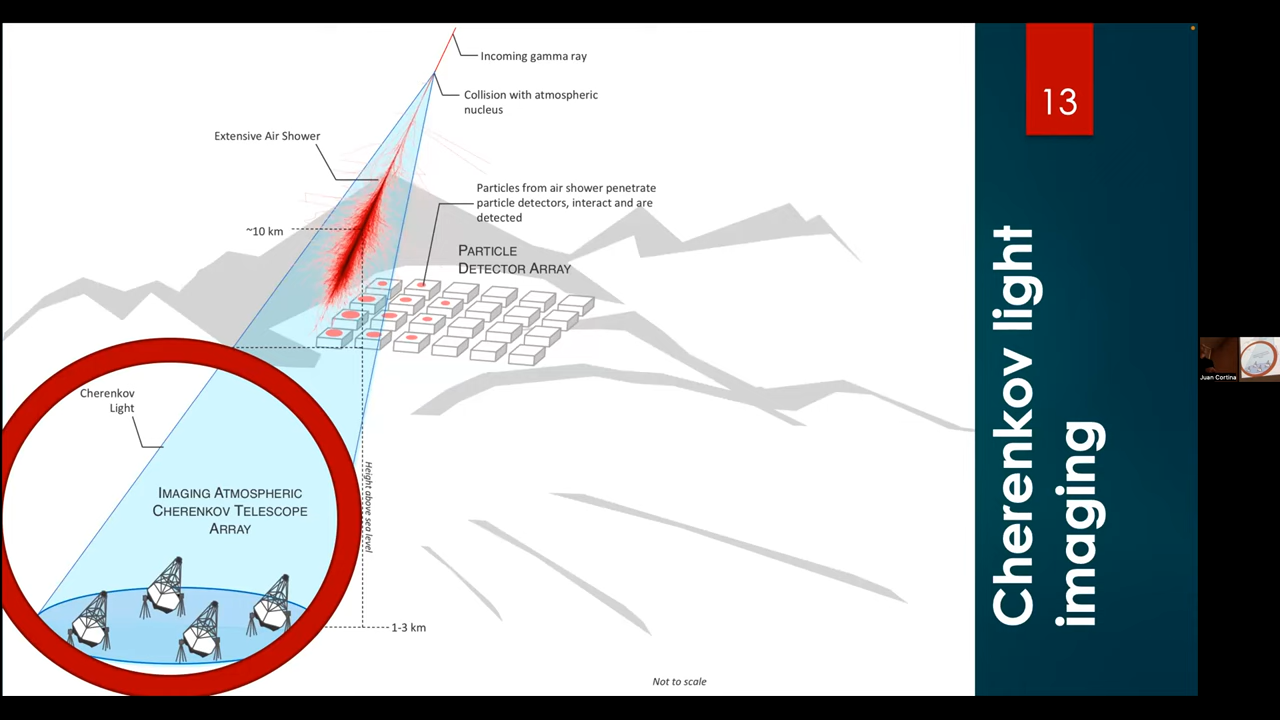 Incoming gamma ray
Collision with atmospheric
nucleus
Extensive Air Shower
Particles from air shower penetrate
particle detectors, interact and are
detected
~10 km
PARTICLE
DETECTOR ARRAY
Cherenkov
Light
IMAGING ATMOSPHERIC
CHERENKOV TELESCOPE
ARRAY
Height above sea level
1-3 km
Not to scale
13
Cherenkov light
imaging
Juan Cortina